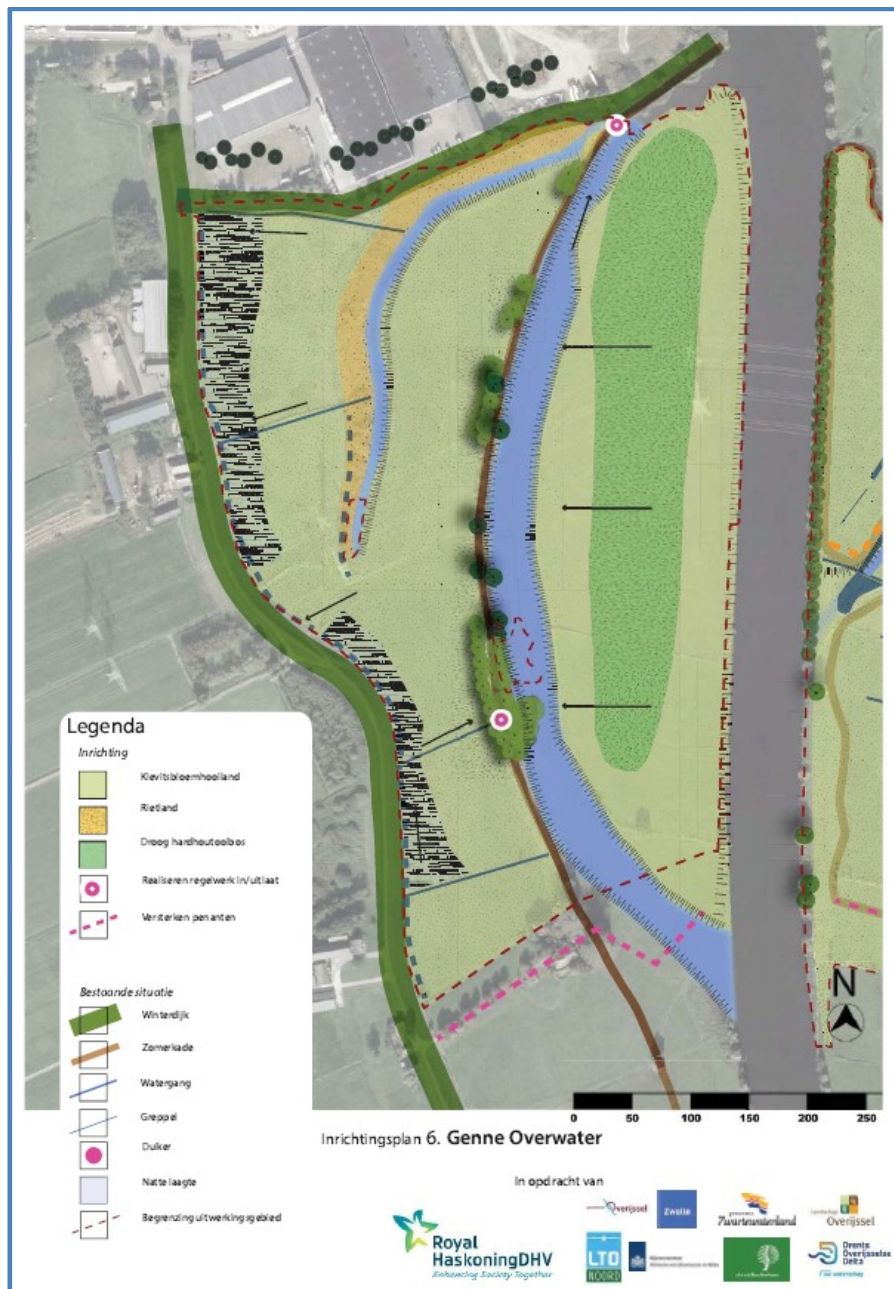 Legenda
Inrichting
Kievitsbloemhooiland
Rietland
Droog hardhoutooibos
Realiseren regelwerk in/uitlaat
Versterken penanten
Bestaande situatie
Winterdijk
Zomerkade
Watergang
Greppel
Duiker
Natte laagte
Begrenzing uitwerkingsgebied
N
0 50 100 150 200 250
Inrichtingsplan 6. Genne Overwater
In opdracht van
Royal
HaskoningDHV
Enhancing Society Together
Overijssel
Zwolle
Zwartewaterland
Overijssel
LTO
NOORD
Drents
Overijsselse
Delta